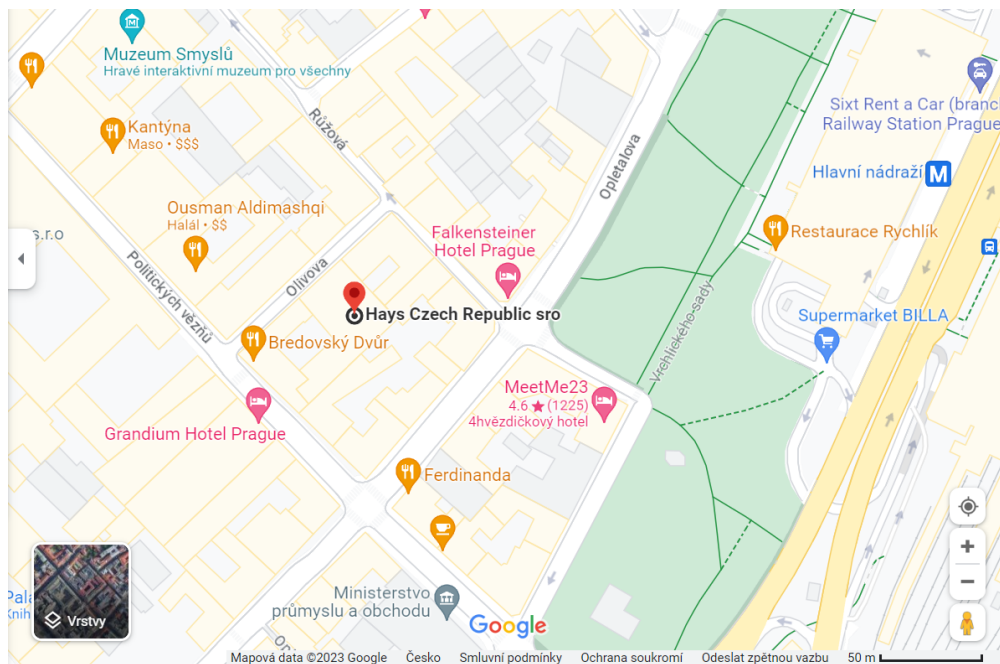 Muzeum Smyslů
Hravé interaktivní muzeum pro všechny
Kantýna
Maso • $$$
Růžová
Opletalova
Sixt Rent a Car (branc
Railway Station Prague
Hlavní nádraží
M
Ousman Aldimashqi
Halál • $$
s.r.o
Falkensteiner
Hotel Prague
Restaurace Rychlík
Politických vězňů
Olivova
Hays Czech Republic sro
Vrchlického sady
Supermarket BILLA
Bredovský Dvůr
MeetMe23
4.6 ★ (1225)
4hvězdičkový hotel
Grandium Hotel Prague
Ferdinanda
Ministerstvo
průmyslu a obchodu
Pala
Knih
Op
Vrstvy
Google
Mapová data ©2023 Google Česko Smluvní podmínky Ochrana soukromí Odeslat zpětnou vazbu 50 m